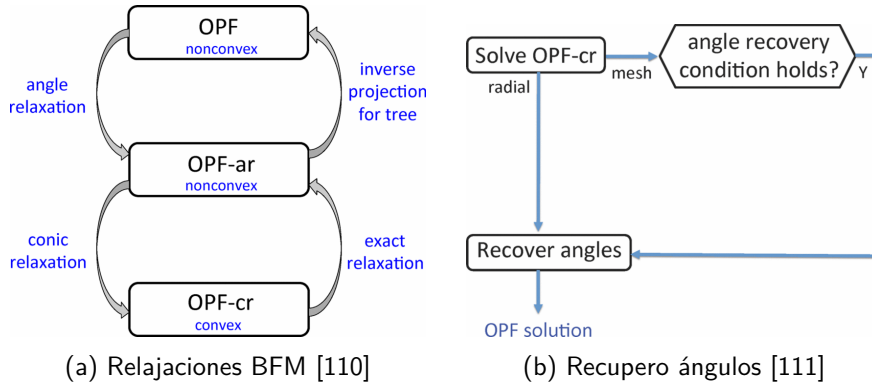 OPF
nonconvex
angle
relaxation
inverse
projection
for tree
OPF-ar
nonconvex
conic
relaxation
exact
relaxation
OPF-cr
convex
(a) Relajaciones BFM [110]
Solve OPF-cr
radial
mesh
angle recovery
condition holds?
Y
Recover angles
OPF solution
(b) Recupero ángulos [111]